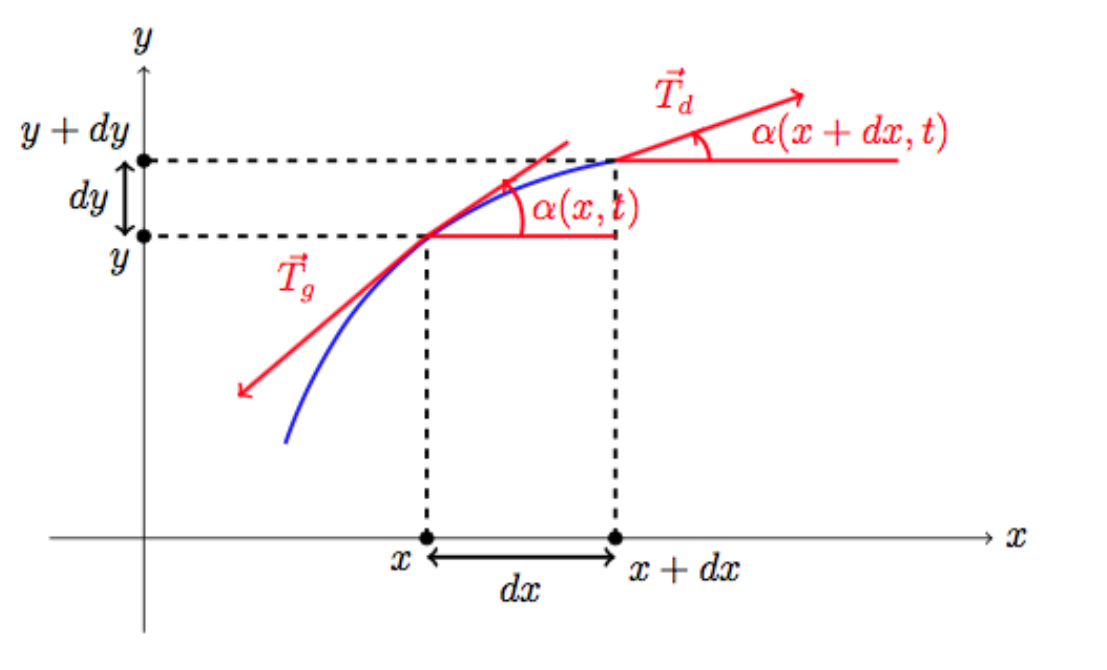 y
y + dy
dy
y
T⃗_d
α(x + dx, t)
α(x, t)
T⃗_g
x
dx
x + dx
x